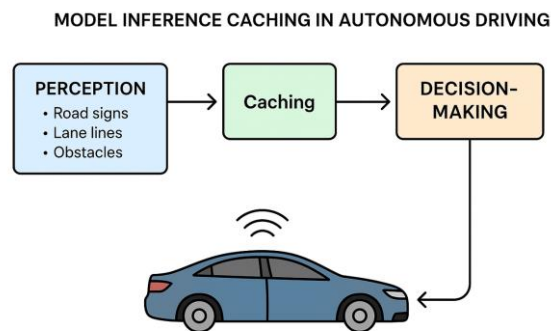 MODEL INFERENCE CACHING IN AUTONOMOUS DRIVING
PERCEPTION
• Road signs
• Lane lines
• Obstacles
Caching
DECISION-
MAKING